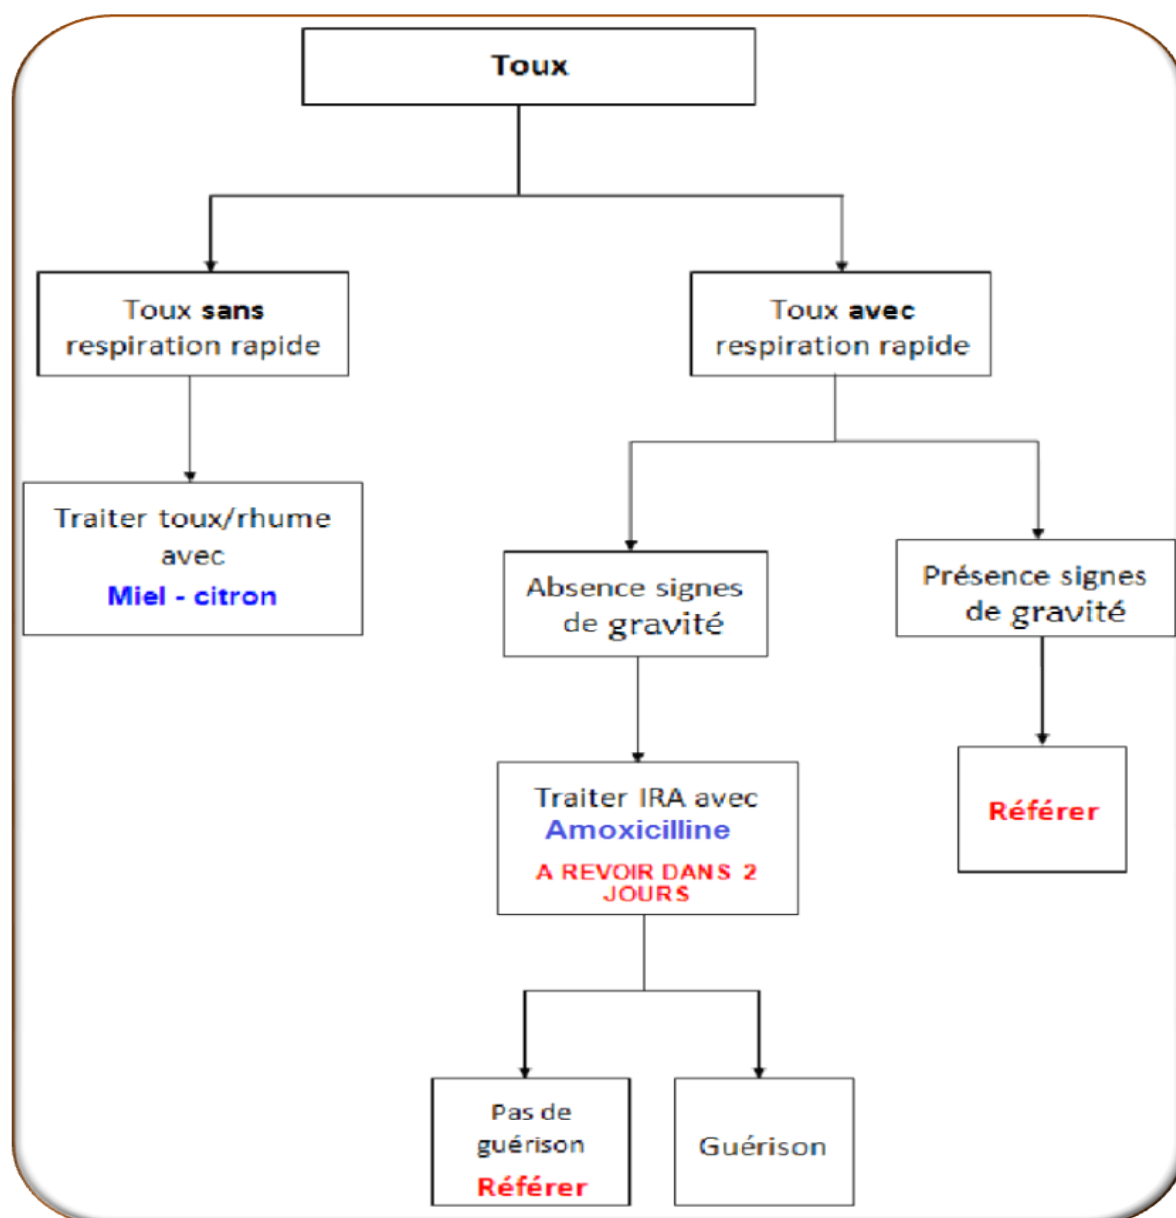 Toux
Toux sans
respiration rapide
Toux avec
respiration rapide
Traiter toux/rhume
avec
Miel - citron
Absence signes
de gravité
Présence signes
de gravité
Traiter IRA avec
Amoxicilline
A REVOIR DANS 2
JOURS
Référer
Pas de
guérison
Référer
Guérison